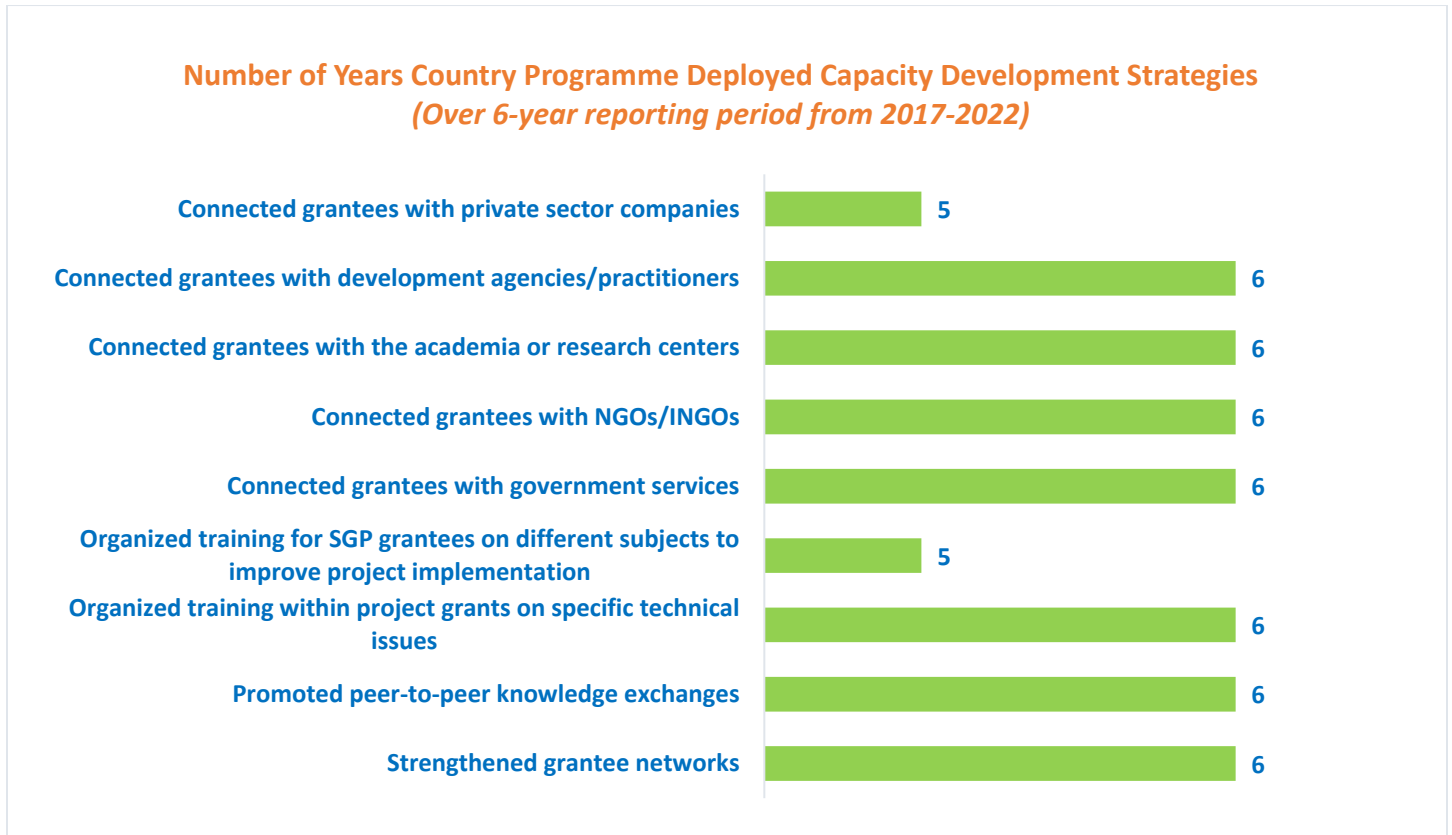 Number of Years Country Programme Deployed Capacity Development Strategies
(Over 6-year reporting period from 2017-2022)
Connected grantees with private sector companies
5
Connected grantees with development agencies/practitioners
6
Connected grantees with the academia or research centers
6
Connected grantees with NGOs/INGOs
6
Connected grantees with government services
6
Organized training for SGP grantees on different subjects to
improve project implementation
5
Organized training within project grants on specific technical
issues
6
Promoted peer-to-peer knowledge exchanges
6
Strengthened grantee networks
6